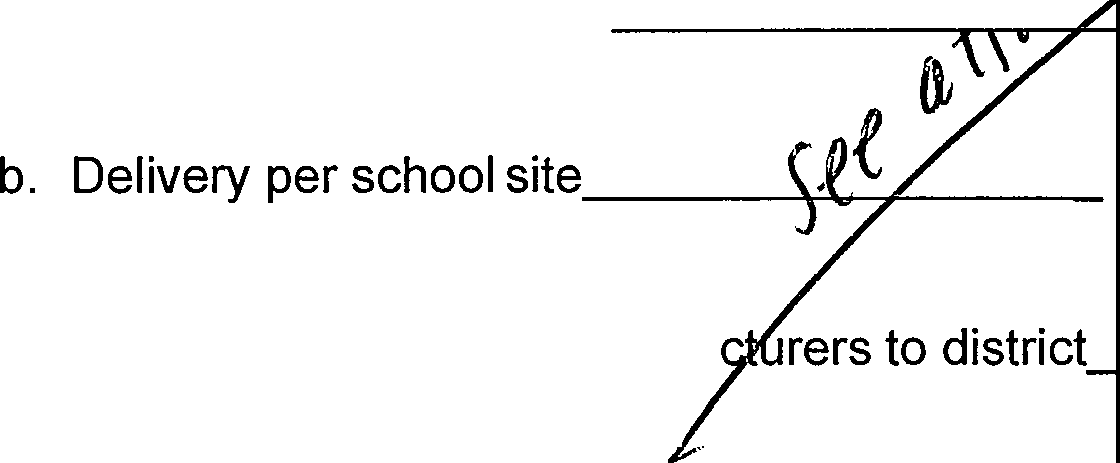 see att.
b. Delivery per school site
cturers to district